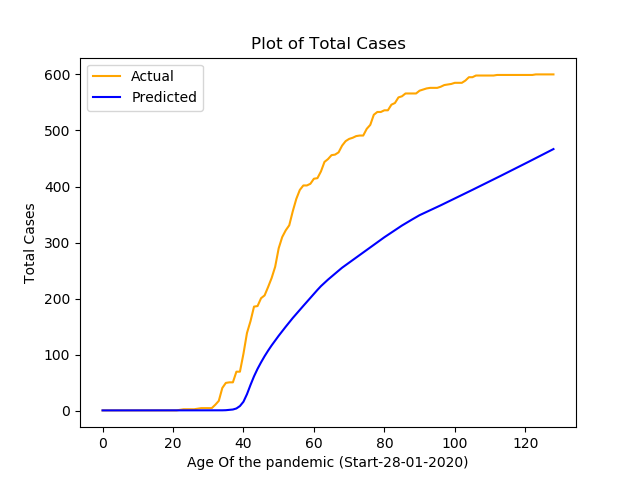 Plot of Total Cases
Actual
Predicted
600
500
400
300
200
100
0
Total Cases
0 20 40 60 80 100 120
Age Of the pandemic (Start-28-01-2020)